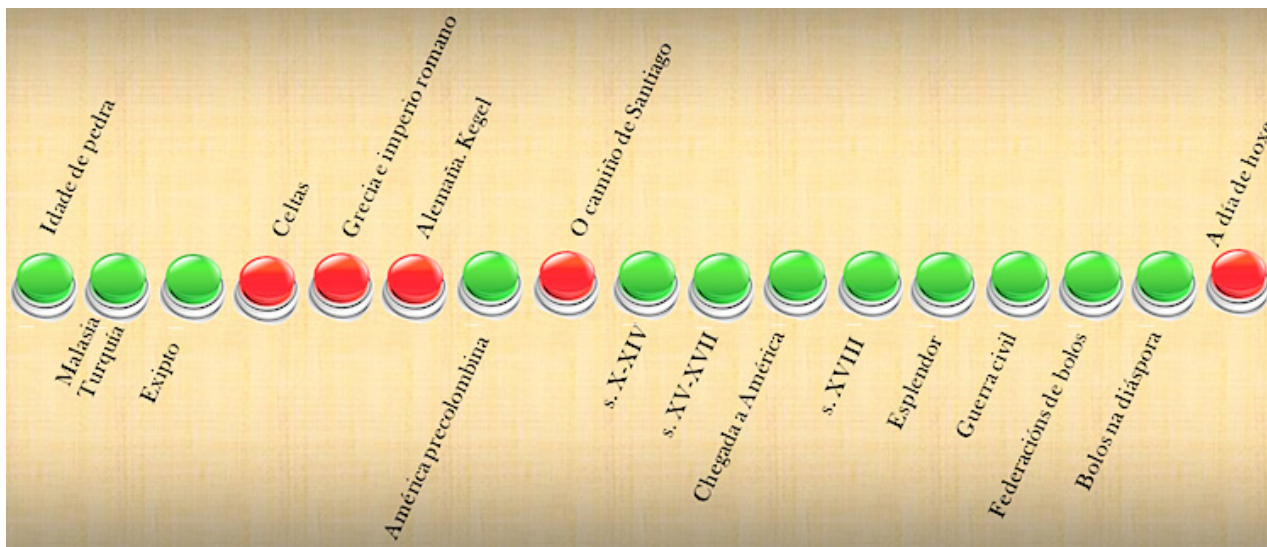 Idade de pedra
Malasia
Turquía
Exipto
Celtas
Grecia e imperio romano
Alemaña. Kegel
América precolombina
O camiño de Santiago
s. X-XIV
s. XV-XVII
Chegada a América
s. XVIII
Esplendor
Guerra civil
Federacións de bolos
Bolos na diáspora
A día de hoxe